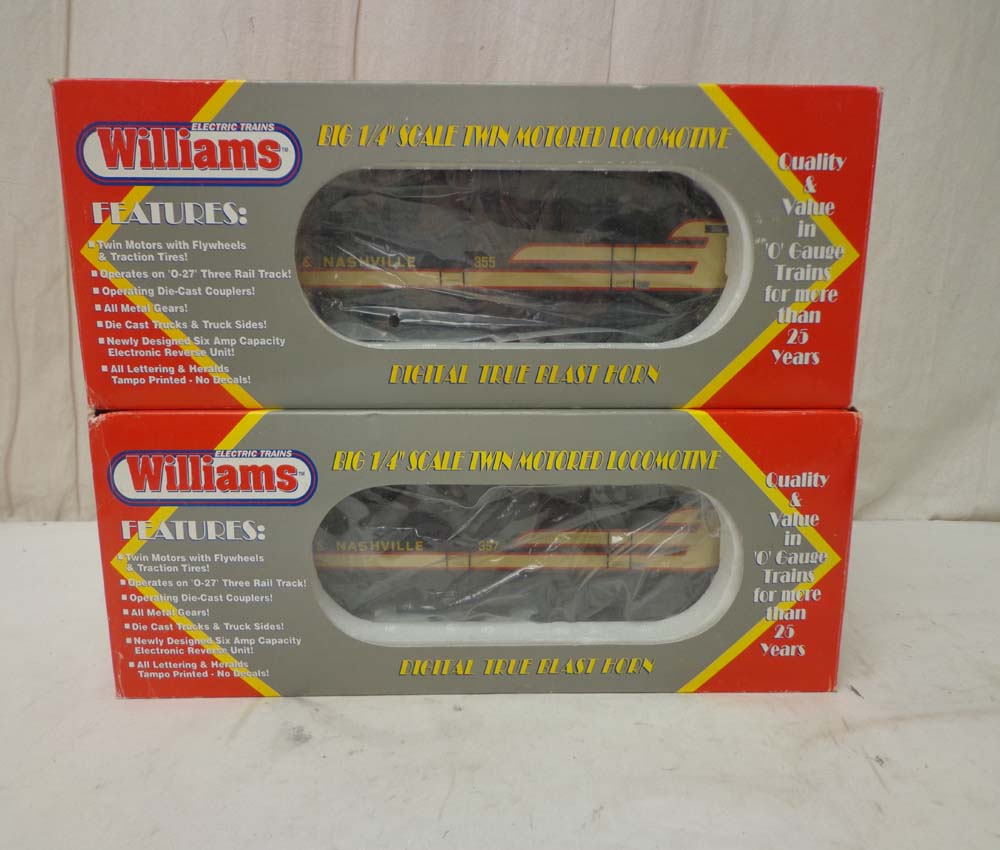 ELECTRIC TRAINS
Williams™
BIG 1/4" SCALE TWIN MOTORED LOCOMOTIVE
FEATURES:
Twin Motors with Flywheels
& Traction Tires!
Operates on 'O-27' Three Rail Track!
Operating Die-Cast Couplers!
All Metal Gears!
Die Cast Trucks & Truck Sides!
Newly Designed Six Amp Capacity
Electronic Reverse Unit!
All Lettering & Heralds
Tampo Printed - No Decals!
& NASHVILLE 355
DIGITAL TRUE BLAST HORN
Quality
&
Value
in
'O' Gauge
Trains
for more
than
25
Years
ELECTRIC TRAINS
Williams™
BIG 1/4" SCALE TWIN MOTORED LOCOMOTIVE
FEATURES:
Twin Motors with Flywheels
& Traction Tires!
Operates on 'O-27' Three Rail Track!
Operating Die-Cast Couplers!
All Metal Gears!
Die Cast Trucks & Truck Sides!
Newly Designed Six Amp Capacity
Electronic Reverse Unit!
All Lettering & Heralds
Tampo Printed - No Decals!
& NASHVILLE 357
DIGITAL TRUE BLAST HORN
Quality
&
Value
in
'O' Gauge
Trains
for more
than
25
Years